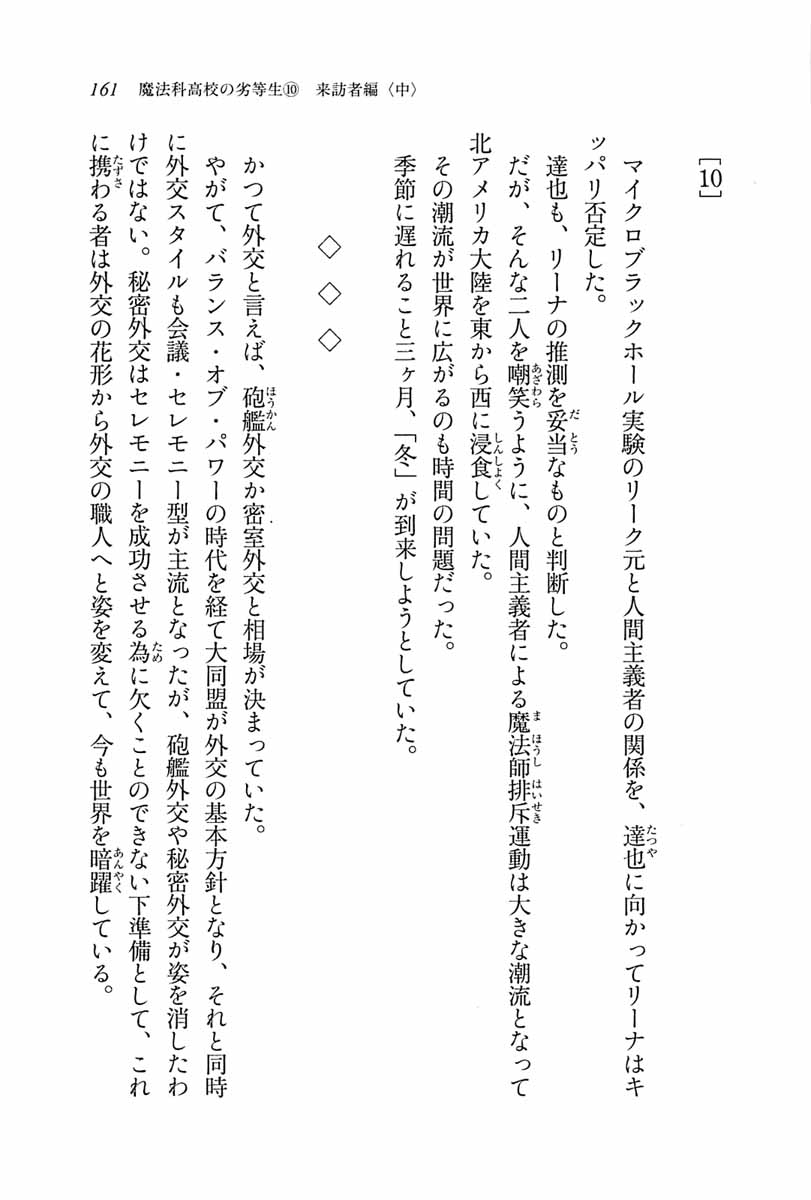 161 魔法科高校の劣等生⑩ 来訪者編〈中〉
[10]
マイクロブラックホール実験のリーク元と人間主義者の関係を、達也に向かってリーナはキ
ッパリ否定した。
達也も、リーナの推測を妥当なものと判断した。
だが、そんな二人を嘲笑うように、人間主義者による魔法師排斥運動は大きな潮流となって
北アメリカ大陸を東から西に浸食していた。
その潮流が世界に広がるのも時間の問題だった。
季節に遅れること三ヶ月、「冬」が到来しようとしていた。
◇ ◇ ◇
かつて外交と言えば、砲艦外交か密室外交と相場が決まっていた。
やがて、バランス・オブ・パワーの時代を経て大同盟が外交の基本方針となり、それと同時
に外交スタイルも会議・セレモニー型が主流となったが、砲艦外交や秘密外交が姿を消したわ
けではない。秘密外交はセレモニーを成功させる為に欠くことのできない下準備として、これ
に携わる者は外交の花形から外交の職人へと姿を変えて、今も世界を暗躍している。